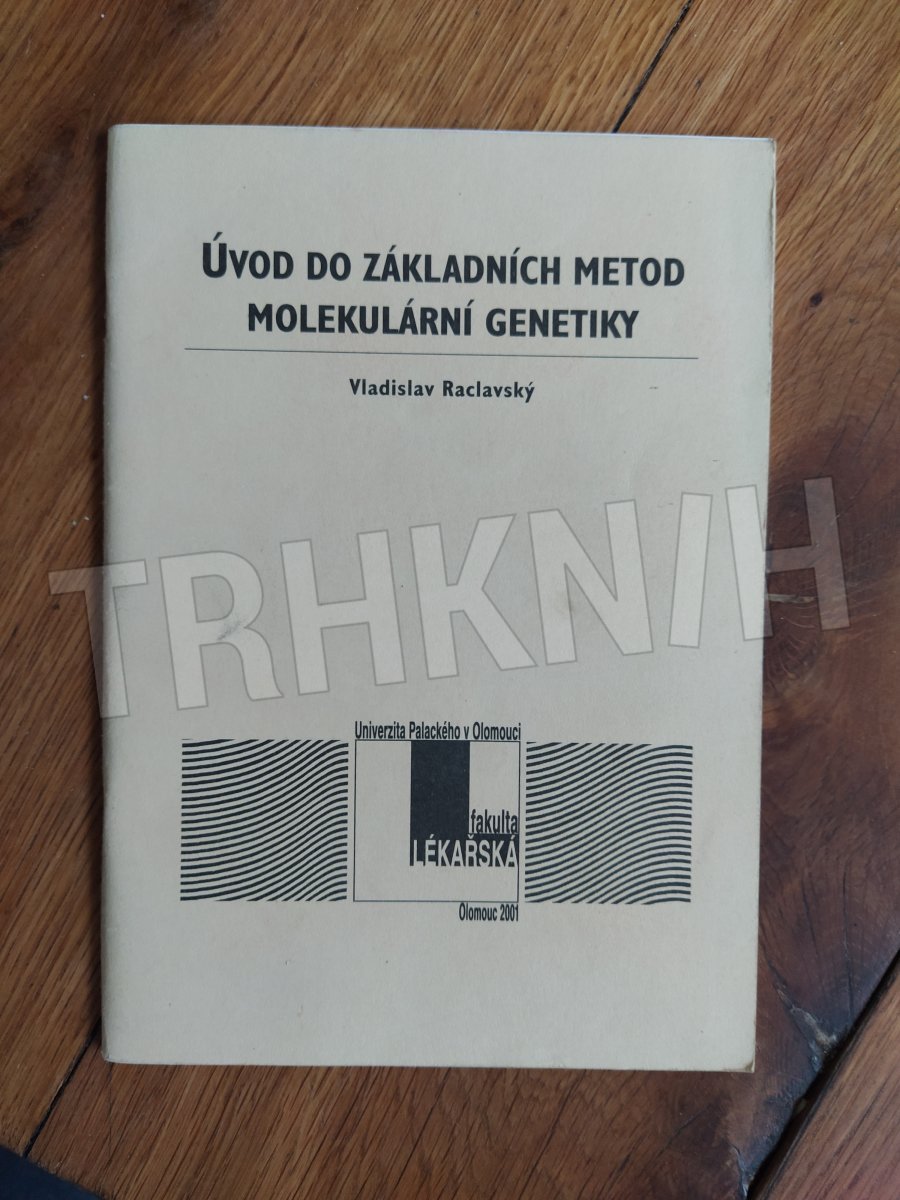 ÚVOD DO ZÁKLADNÍCH METOD
MOLEKULÁRNÍ GENETIKY
Vladislav Raclavský
TRHKNIH
Univerzita Palackého v Olomouci
fakulta
LÉKAŘSKÁ
Olomouc 2001